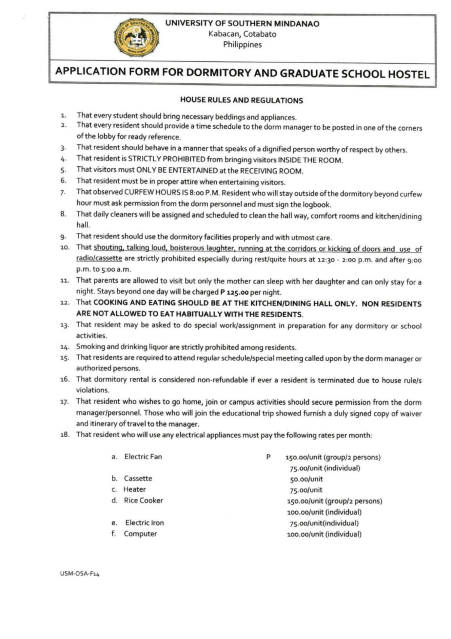 UNIVERSITY OF SOUTHERN MINDANAO
Kabacan, Cotabato
Philippines
APPLICATION FORM FOR DORMITORY AND GRADUATE SCHOOL HOSTEL
HOUSE RULES AND REGULATIONS
1. That every student should bring necessary beddings and appliances.
2. That every resident should provide a time schedule to the dorm manager to be posted in one of the corners
of the lobby for ready reference.
3. That resident should behave in a manner that speaks of a dignified person worthy of respect by others.
4. That resident is STRICTLY PROHIBITED from bringing visitors INSIDE THE ROOM.
5. That visitors must ONLY BE ENTERTAINED at the RECEIVING ROOM.
6. That resident must be in proper attire when entertaining visitors.
7. That observed CURFEW HOURS IS 8:00 P.M. Resident who will stay outside of the dormitory beyond curfew
hour must ask permission from the dorm personnel and must sign the logbook.
8. That daily cleaners will be assigned and scheduled to clean the hall way, comfort rooms and kitchen/dining
hall.
9. That resident should use the dormitory facilities properly and with utmost care.
10. That shouting, talking loud, boisterous laughter, running at the corridors or kicking of doors and use of
radio/cassette are strictly prohibited especially during rest/quite hours at 12:30 - 2:00 p.m. and after 9:00
p.m. to 5:00 a.m.
11. That parents are allowed to visit but only the mother can sleep with her daughter and can only stay for a
night. Stays beyond one day will be charged P 125.00 per night.
12. That COOKING AND EATING SHOULD BE AT THE KITCHEN/DINING HALL ONLY. NON RESIDENTS
ARE NOT ALLOWED TO EAT HABITUALLY WITH THE RESIDENTS.
13. That resident may be asked to do special work/assignment in preparation for any dormitory or school
activities.
14. Smoking and drinking liquor are strictly prohibited among residents.
15. That residents are required to attend regular schedule/special meeting called upon by the dorm manager or
authorized persons.
16. That dormitory rental is considered non-refundable if ever a resident is terminated due to house rule/s
violations.
17. That resident who wishes to go home, join or campus activities should secure permission from the dorm
manager/personnel. Those who will join the educational trip showed furnish a duly signed copy of waiver
and itinerary of travel to the manager.
18. That resident who will use any electrical appliances must pay the following rates per month:
a. Electric Fan P 150.00/unit (group/2 persons)
75.00/unit (individual)
b. Cassette 50.00/unit
c. Heater 75.00/unit
d. Rice Cooker 150.00/unit (group/2 persons)
100.00/unit (individual)
e. Electric Iron 75.00/unit(individual)
f. Computer 100.00/unit (individual)
USM-OSA-F14